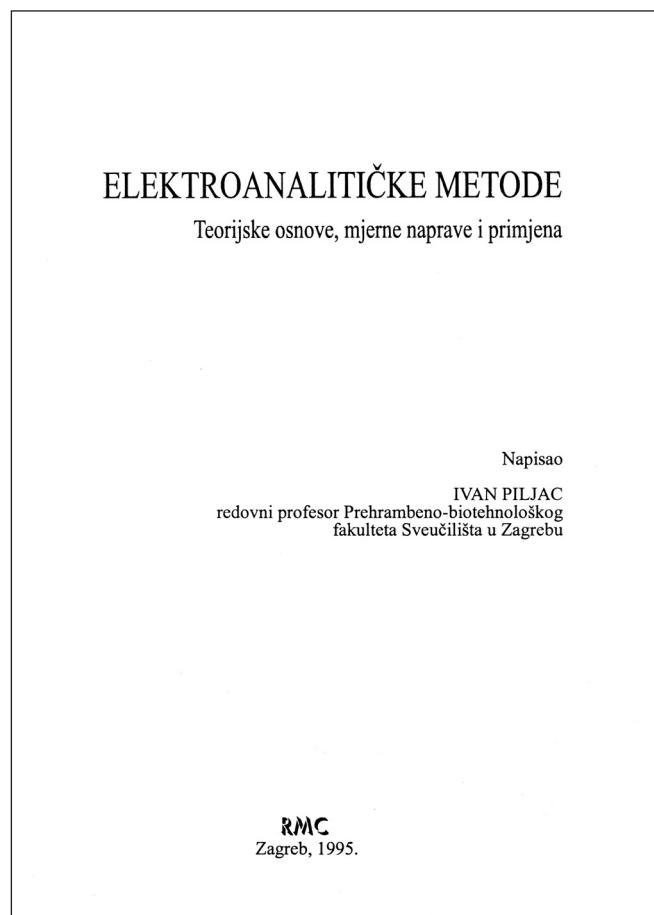 ELEKTROANALITIČKE METODE
Teorijske osnove, mjerne naprave i primjena
Napisao
IVAN PILJAC
redovni profesor Prehrambeno-biotehnološkog
fakulteta Sveučilišta u Zagrebu
RMC
Zagreb, 1995.